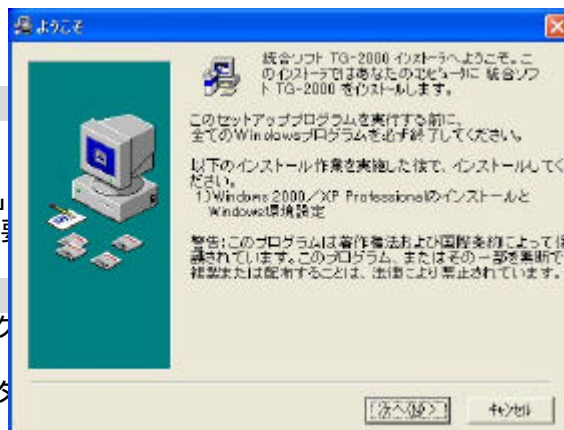 ようこそ
統合ソフト TG-2000 インストーラへようこそ。こ
のインストーラではあなたのコンピュータに 統合ソフ
ト TG-2000 をインストールします。
このセットアッププログラムを実行する前に、
全てのWindowsプログラムを必ず終了してください。
以下のインストール作業を実施した後で、インストールしてく
ださい。
1)Windows 2000／XP Professionalのインストールと
Windows環境設定
警告:このプログラムは著作権法および国際条約によって保
護されています。このプログラム、またはその一部を無断で
複製または配布することは、法律により禁止されています。
次へ(N)>
キャンセル